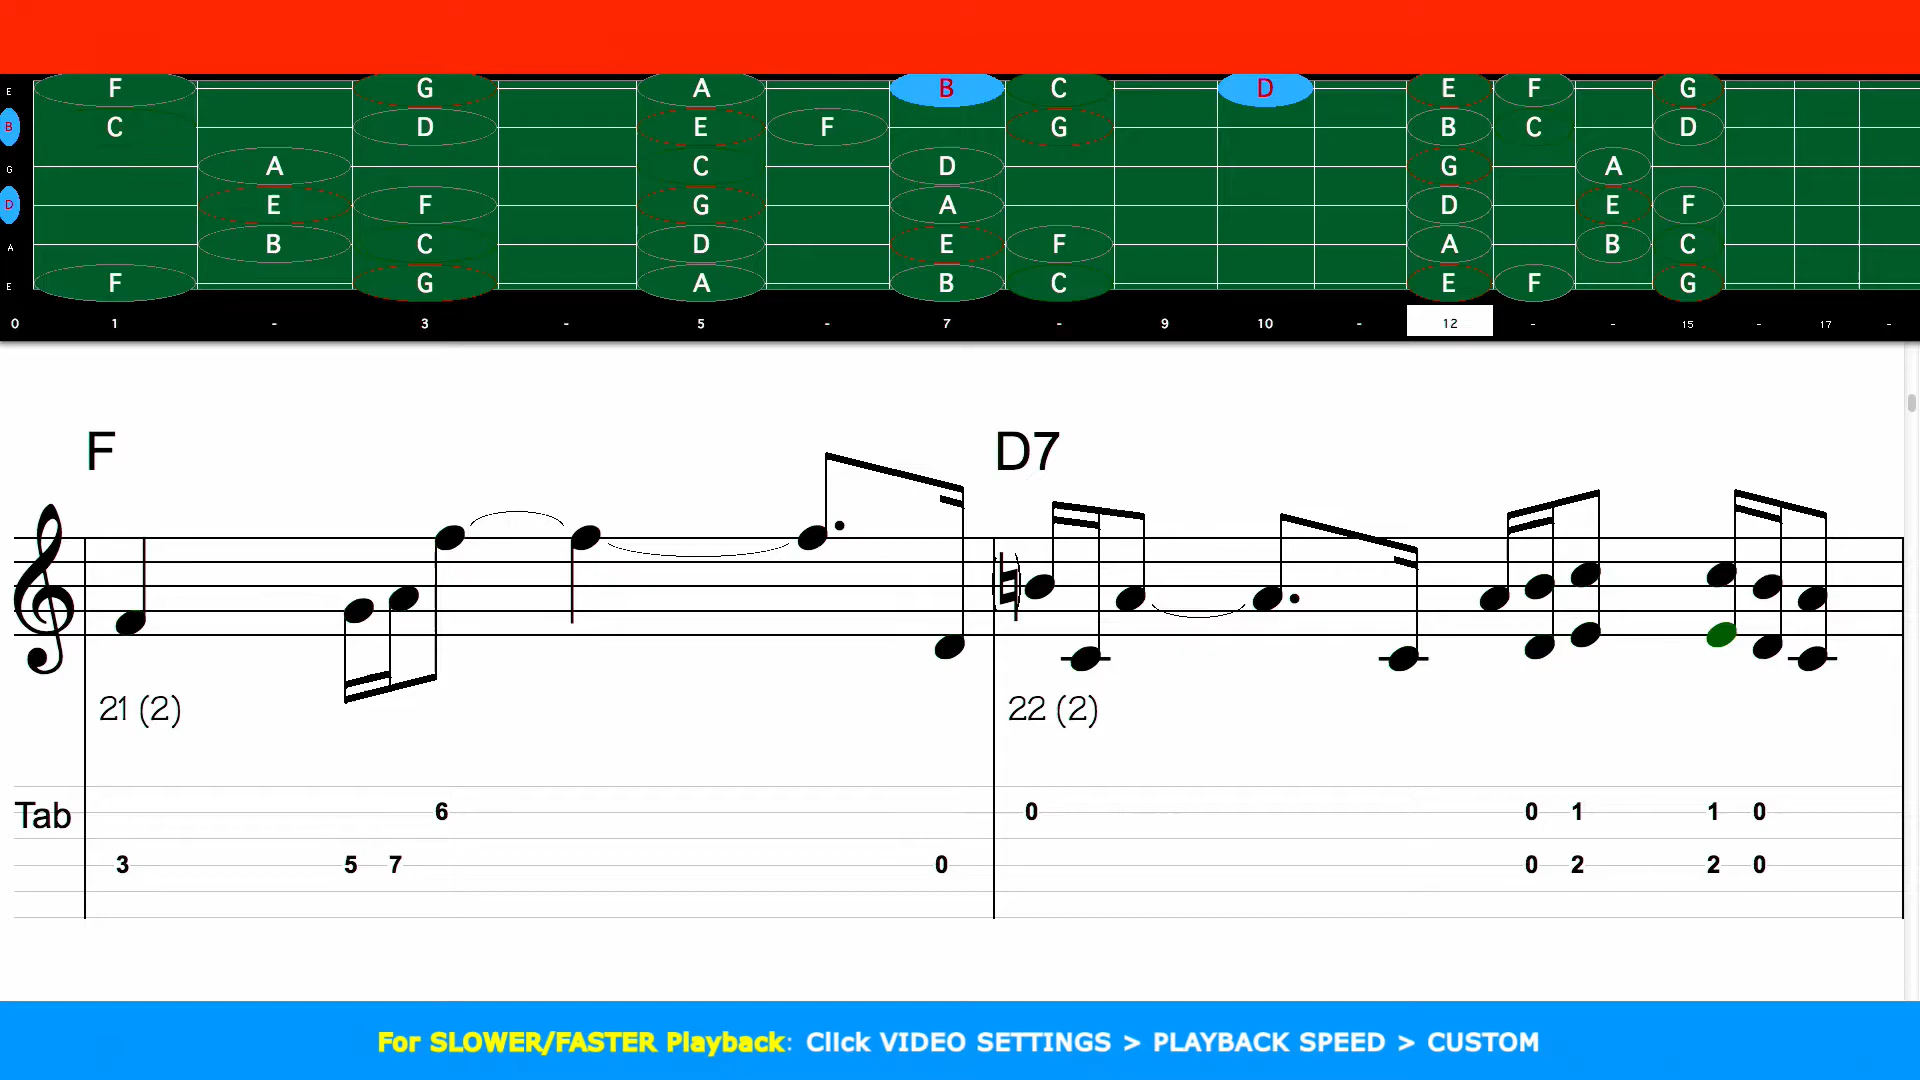 E F G A B C E F G
B C D E F G B C D
G A C D G A
D E F G A D E F
A B C D E F A B C
E F G A B C E F G
0 1 - 3 - 5 - 7 - 9 10 - 12 - - 15 - 17 -
D
F D7
21 (2) 22 (2)
Tab 6 0 0 1 1 0
3 5 7 0 0 2 2 0
For SLOWER/FASTER Playback: Click VIDEO SETTINGS > PLAYBACK SPEED > CUSTOM